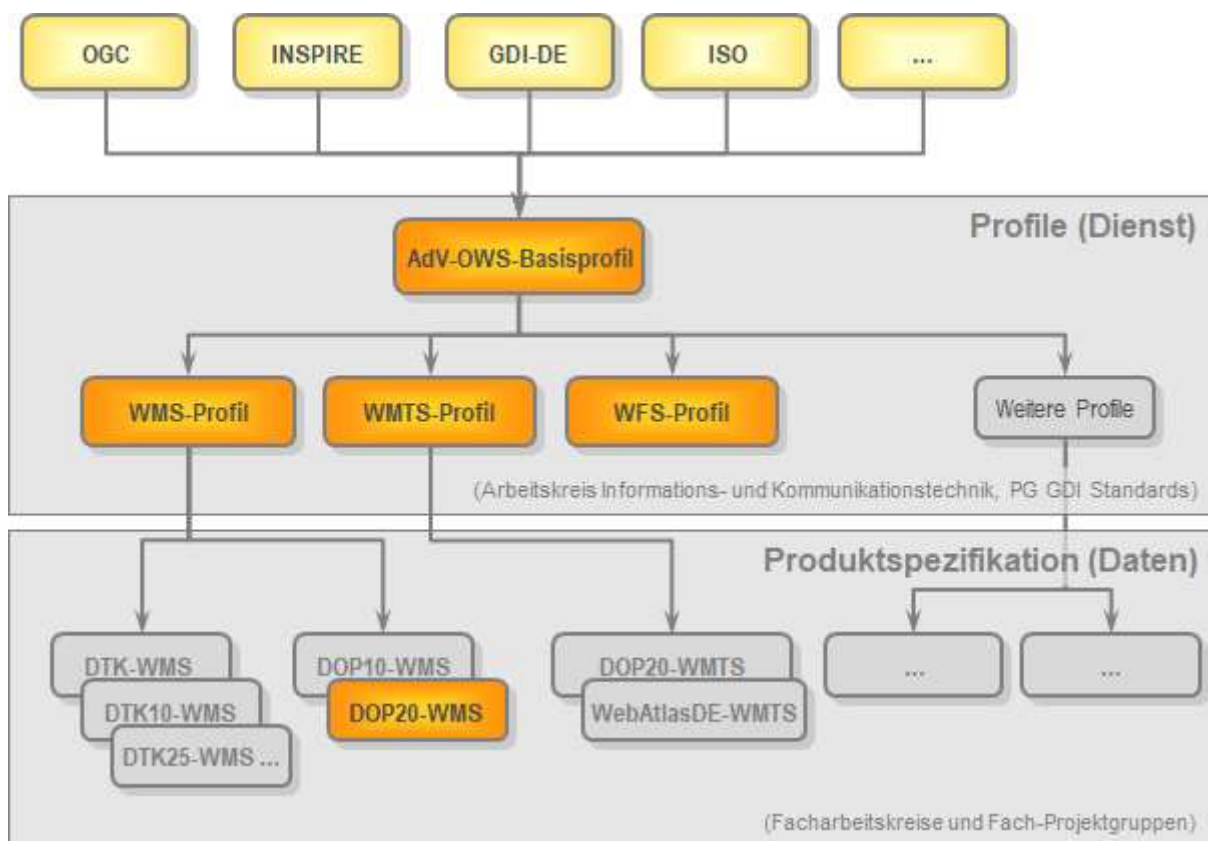 OGC
INSPIRE
GDI-DE
ISO
...
Profile (Dienst)
AdV-OWS-Basisprofil
WMS-Profil
WMTS-Profil
WFS-Profil
Weitere Profile
(Arbeitskreis Informations- und Kommunikationstechnik, PG GDI Standards)
Produktspezifikation (Daten)
DTK-WMS
DTK10-WMS
DTK25-WMS ...
DOP10-WMS
DOP20-WMS
DOP20-WMTS
WebAtlasDE-WMTS
...
...
(Facharbeitskreise und Fach-Projektgruppen)